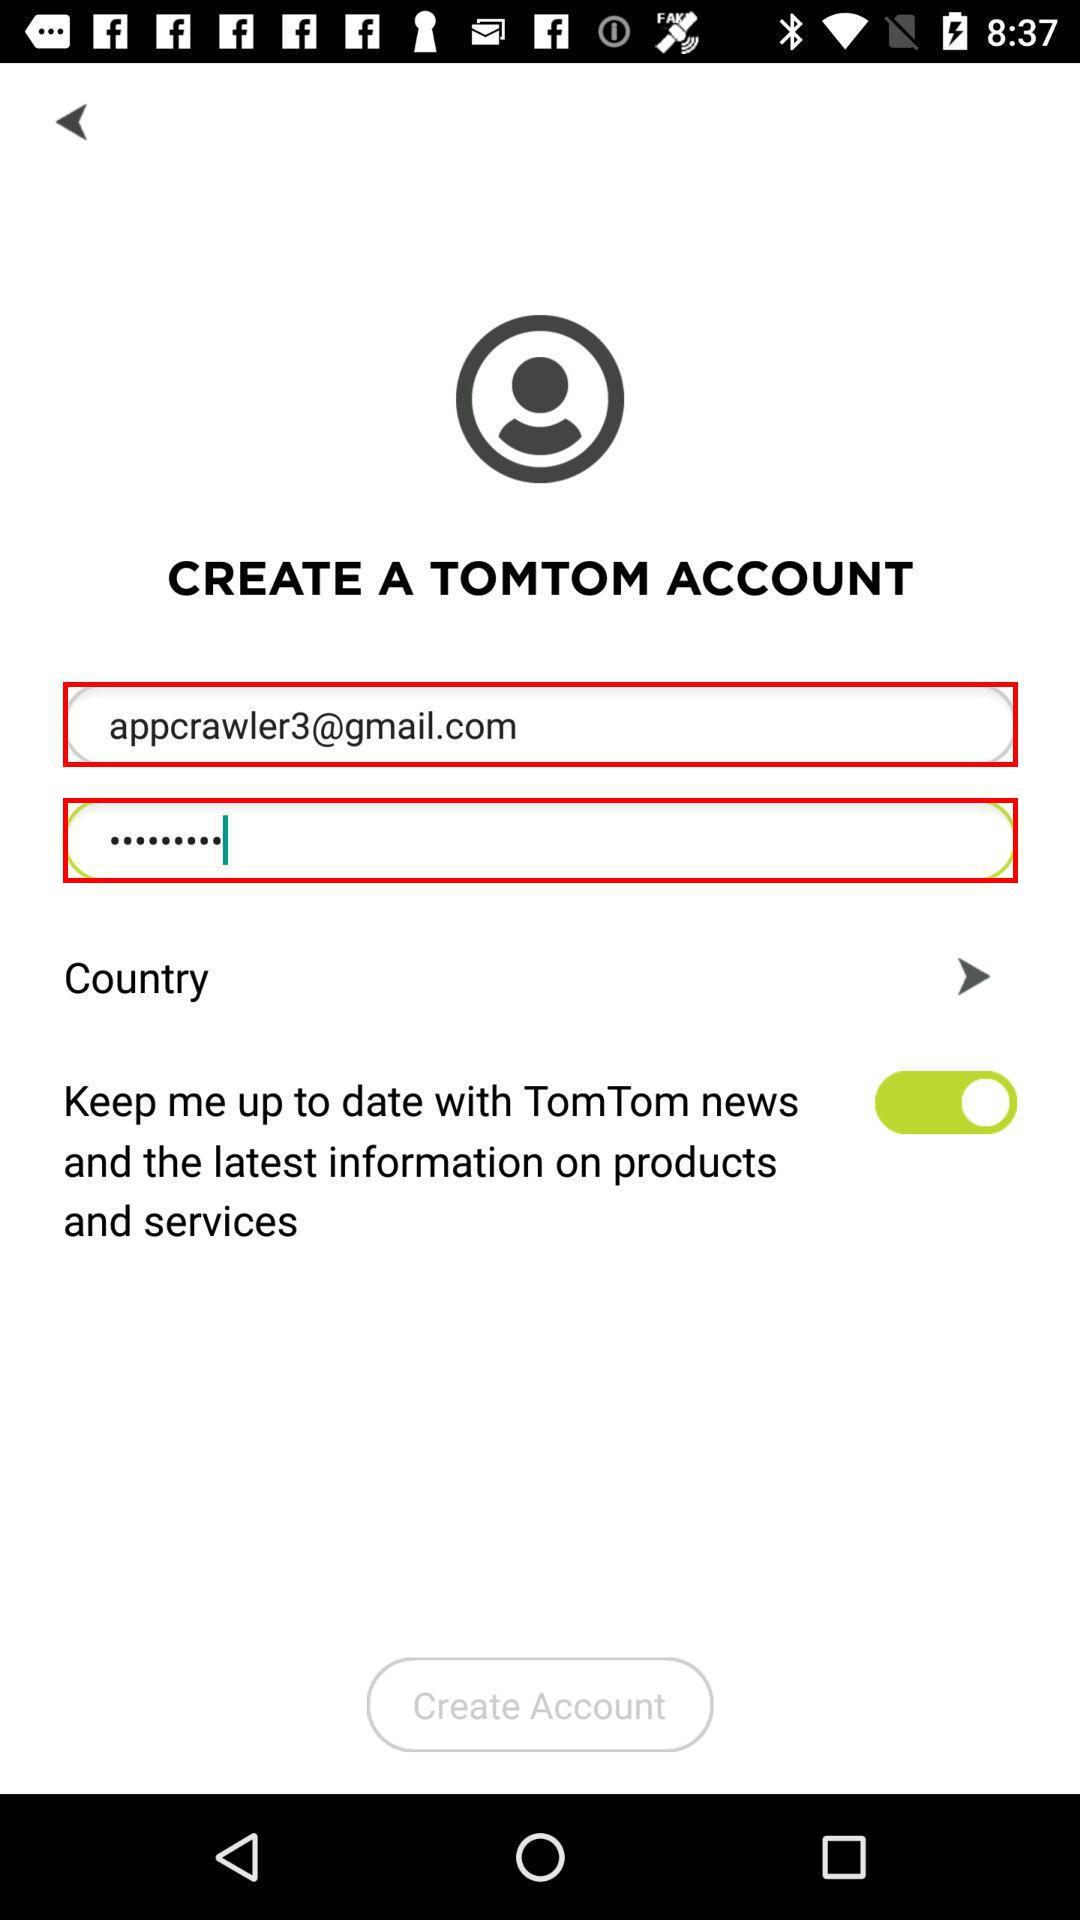 8:37
CREATE A TOMTOM ACCOUNT
appcrawler3@gmail.com
•••••••••
Country
Keep me up to date with TomTom news
and the latest information on products
and services
Create Account